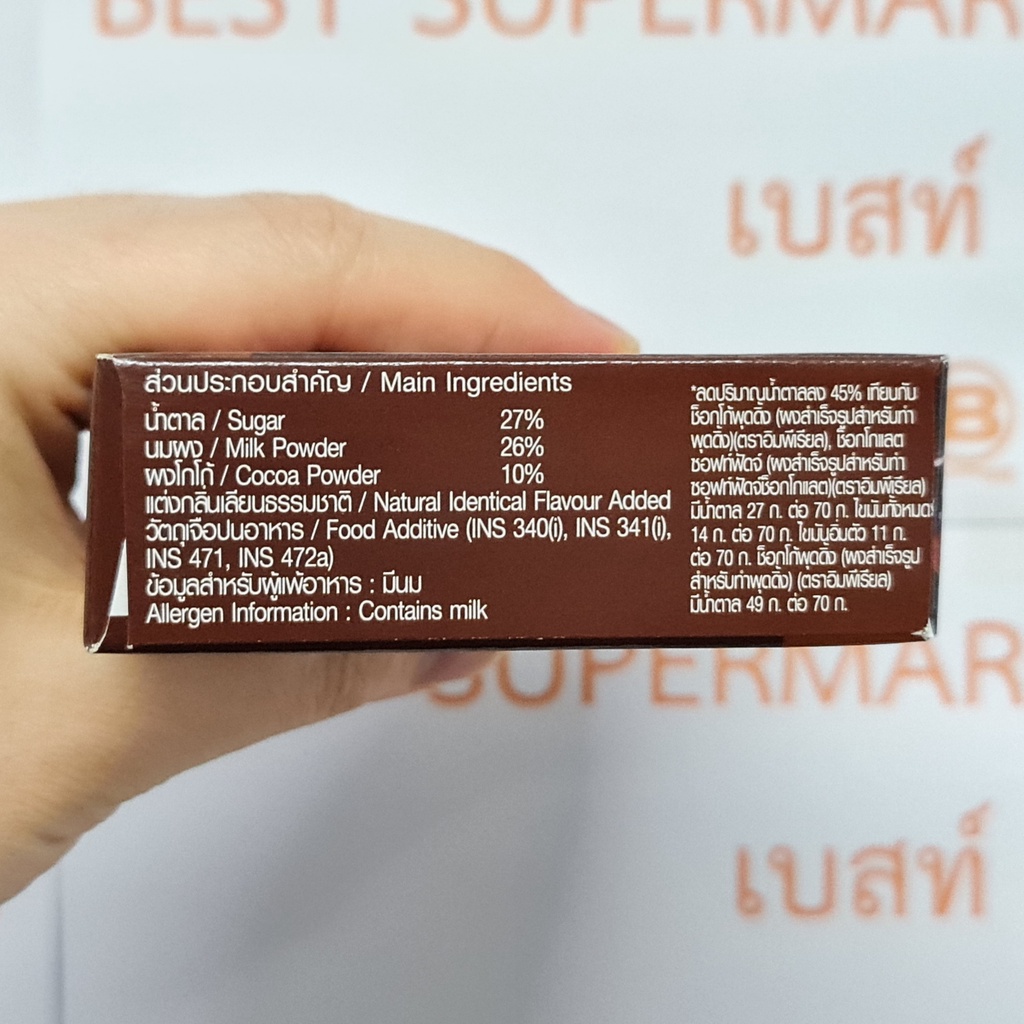 BEST SUPERMAR
เบสท์
B
ส่วนประกอบสำคัญ / Main Ingredients
น้ำตาล / Sugar 27%
นมผง / Milk Powder 26%
ผงโกโก้ / Cocoa Powder 10%
แต่งกลิ่นเลียนธรรมชาติ / Natural Identical Flavour Added
วัตถุเจือปนอาหาร / Food Additive (INS 340(i), INS 341(i),
INS 471, INS 472a)
ข้อมูลสำหรับผู้แพ้อาหาร : มีนม
Allergen Information : Contains milk
*ลดปริมาณน้ำตาลลง 45% เทียบกับ
ช็อกโก้พุดดิ้ง (ผงสำเร็จรูปสำหรับทำ
พุดดิ้ง)(ตราอิมพีเรียล), ช็อกโกแลต
ซอฟท์ฟัดจ์ (ผงสำเร็จรูปสำหรับทำ
ซอฟท์ฟัดจ์ช็อกโกแลต)(ตราอิมพีเรียล)
มีน้ำตาล 27 ก. ต่อ 70 ก. ไขมันทั้งหมด
14 ก. ต่อ 70 ก. ไขมันอิ่มตัว 11 ก.
ต่อ 70 ก. ช็อกโก้พุดดิ้ง (ผงสำเร็จรูป
สำหรับทำพุดดิ้ง) (ตราอิมพีเรียล)
มีน้ำตาล 49 ก. ต่อ 70 ก.
SUPERMAR
เบสท์